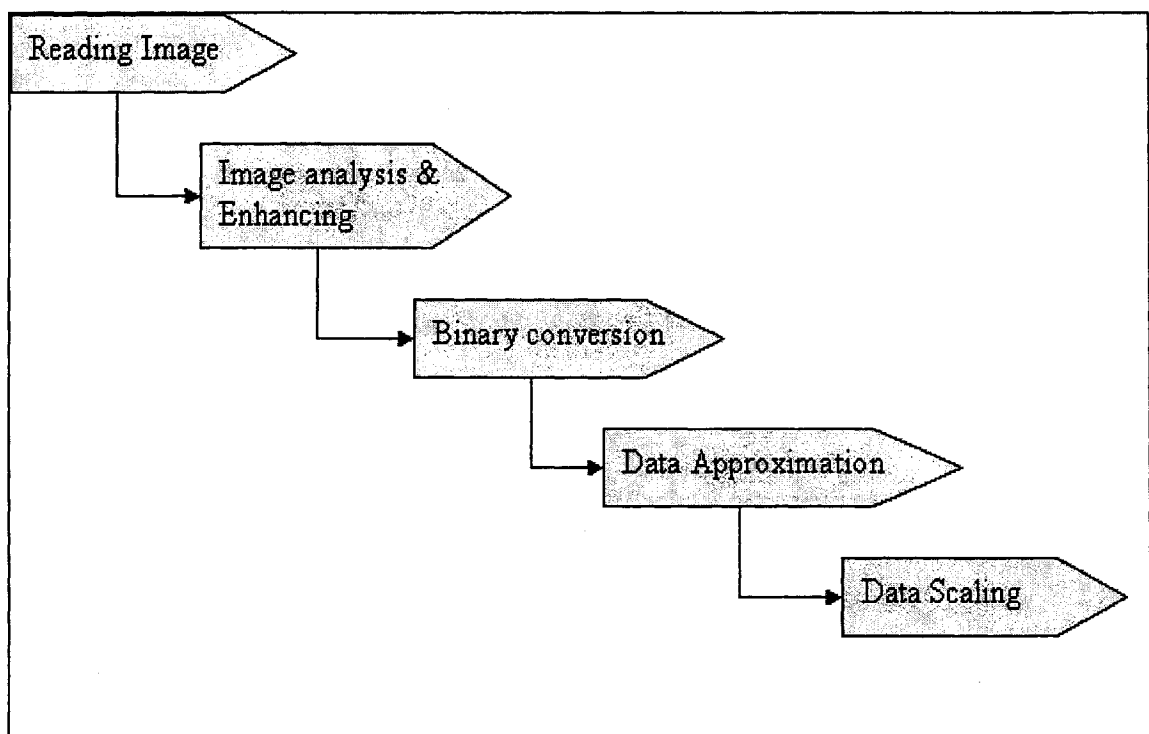 Reading Image
Image analysis &
Enhancing
Binary conversion
Data Approximation
Data Scaling